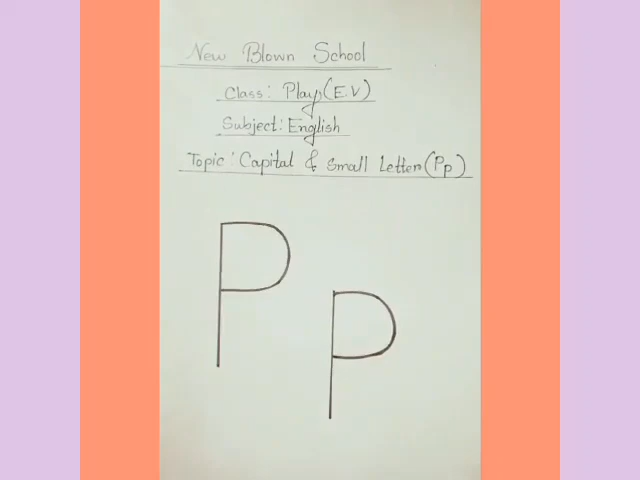 New Blown School
Class: Play(E.V)
Subject: English
Topic: Capital & Small Letter(Pp)
P p